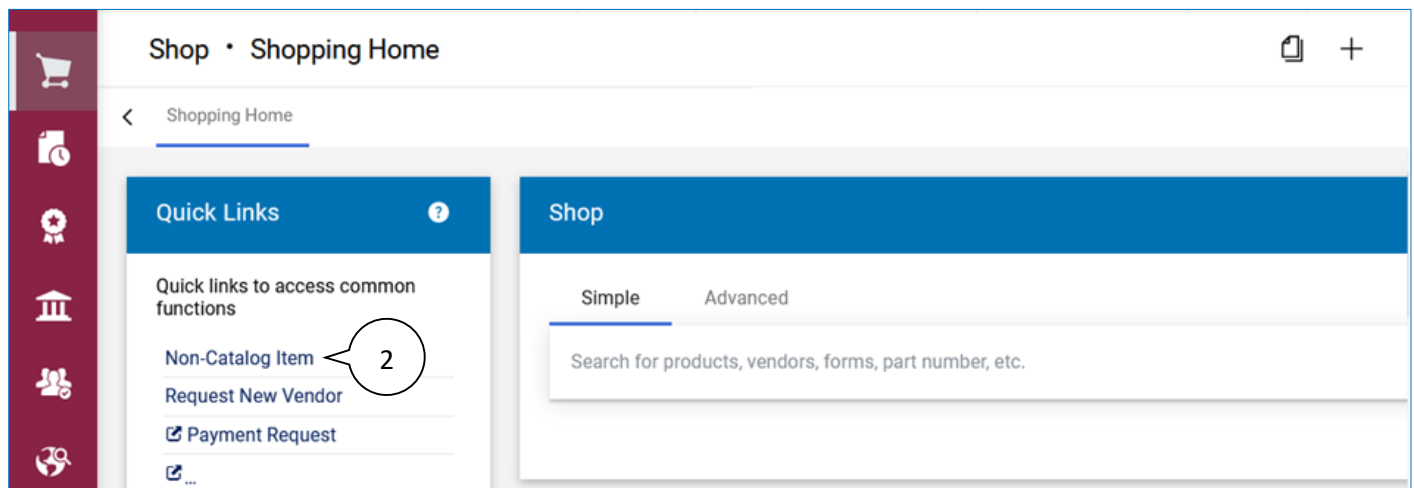 Shop • Shopping Home
Shopping Home
Quick Links ?
Quick links to access common
functions
Non-Catalog Item 2
Request New Vendor
Payment Request
...
Shop
Simple Advanced
Search for products, vendors, forms, part number, etc.